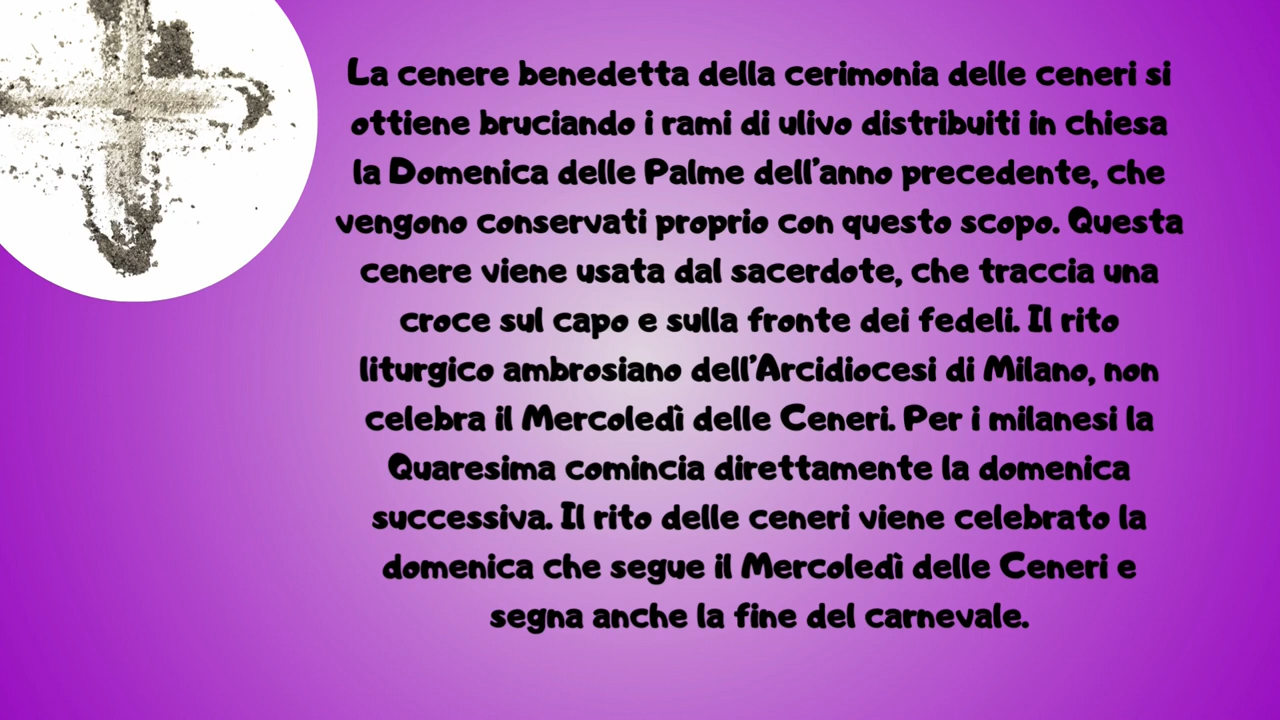 La cenere benedetta della cerimonia delle ceneri si
ottiene bruciando i rami di ulivo distribuiti in chiesa
la Domenica delle Palme dell'anno precedente, che
vengono conservati proprio con questo scopo. Questa
cenere viene usata dal sacerdote, che traccia una
croce sul capo e sulla fronte dei fedeli. Il rito
liturgico ambrosiano dell'Arcidiocesi di Milano, non
celebra il Mercoledì delle Ceneri. Per i milanesi la
Quaresima comincia direttamente la domenica
successiva. Il rito delle ceneri viene celebrato la
domenica che segue il Mercoledì delle Ceneri e
segna anche la fine del carnevale.